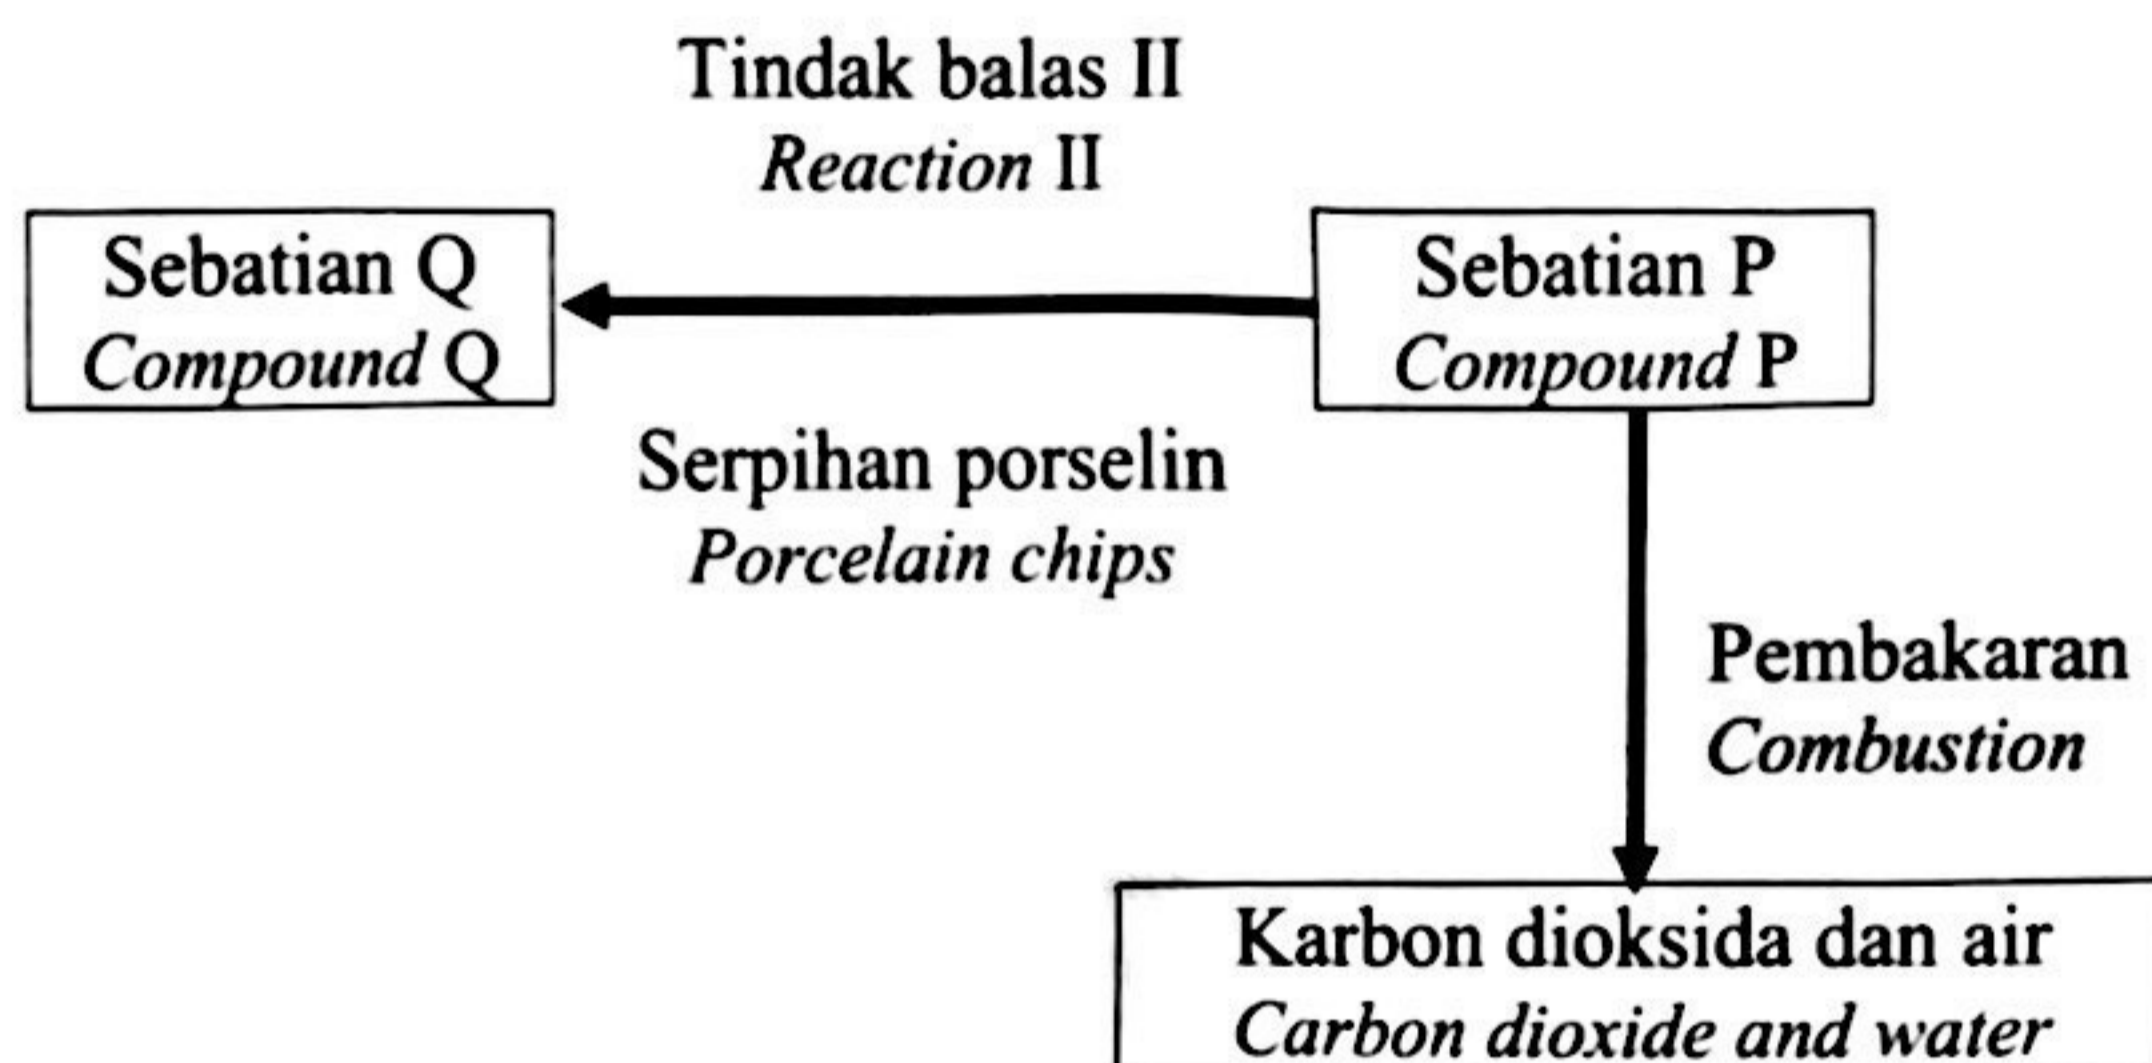 Tindak balas II
Reaction II
Sebatian Q
Compound Q
Sebatian P
Compound P
Serpihan porselin
Porcelain chips
Pembakaran
Combustion
Karbon dioksida dan air
Carbon dioxide and water